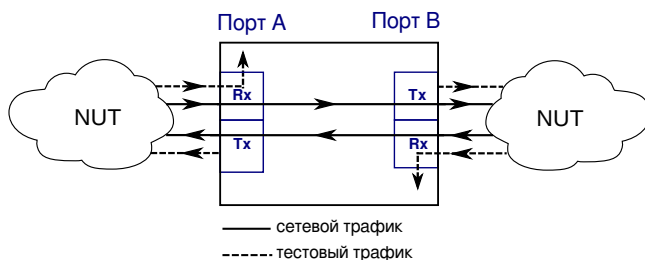 Порт A Порт B
Rx Tx
NUT NUT
Tx Rx
сетевой трафик
тестовый трафик